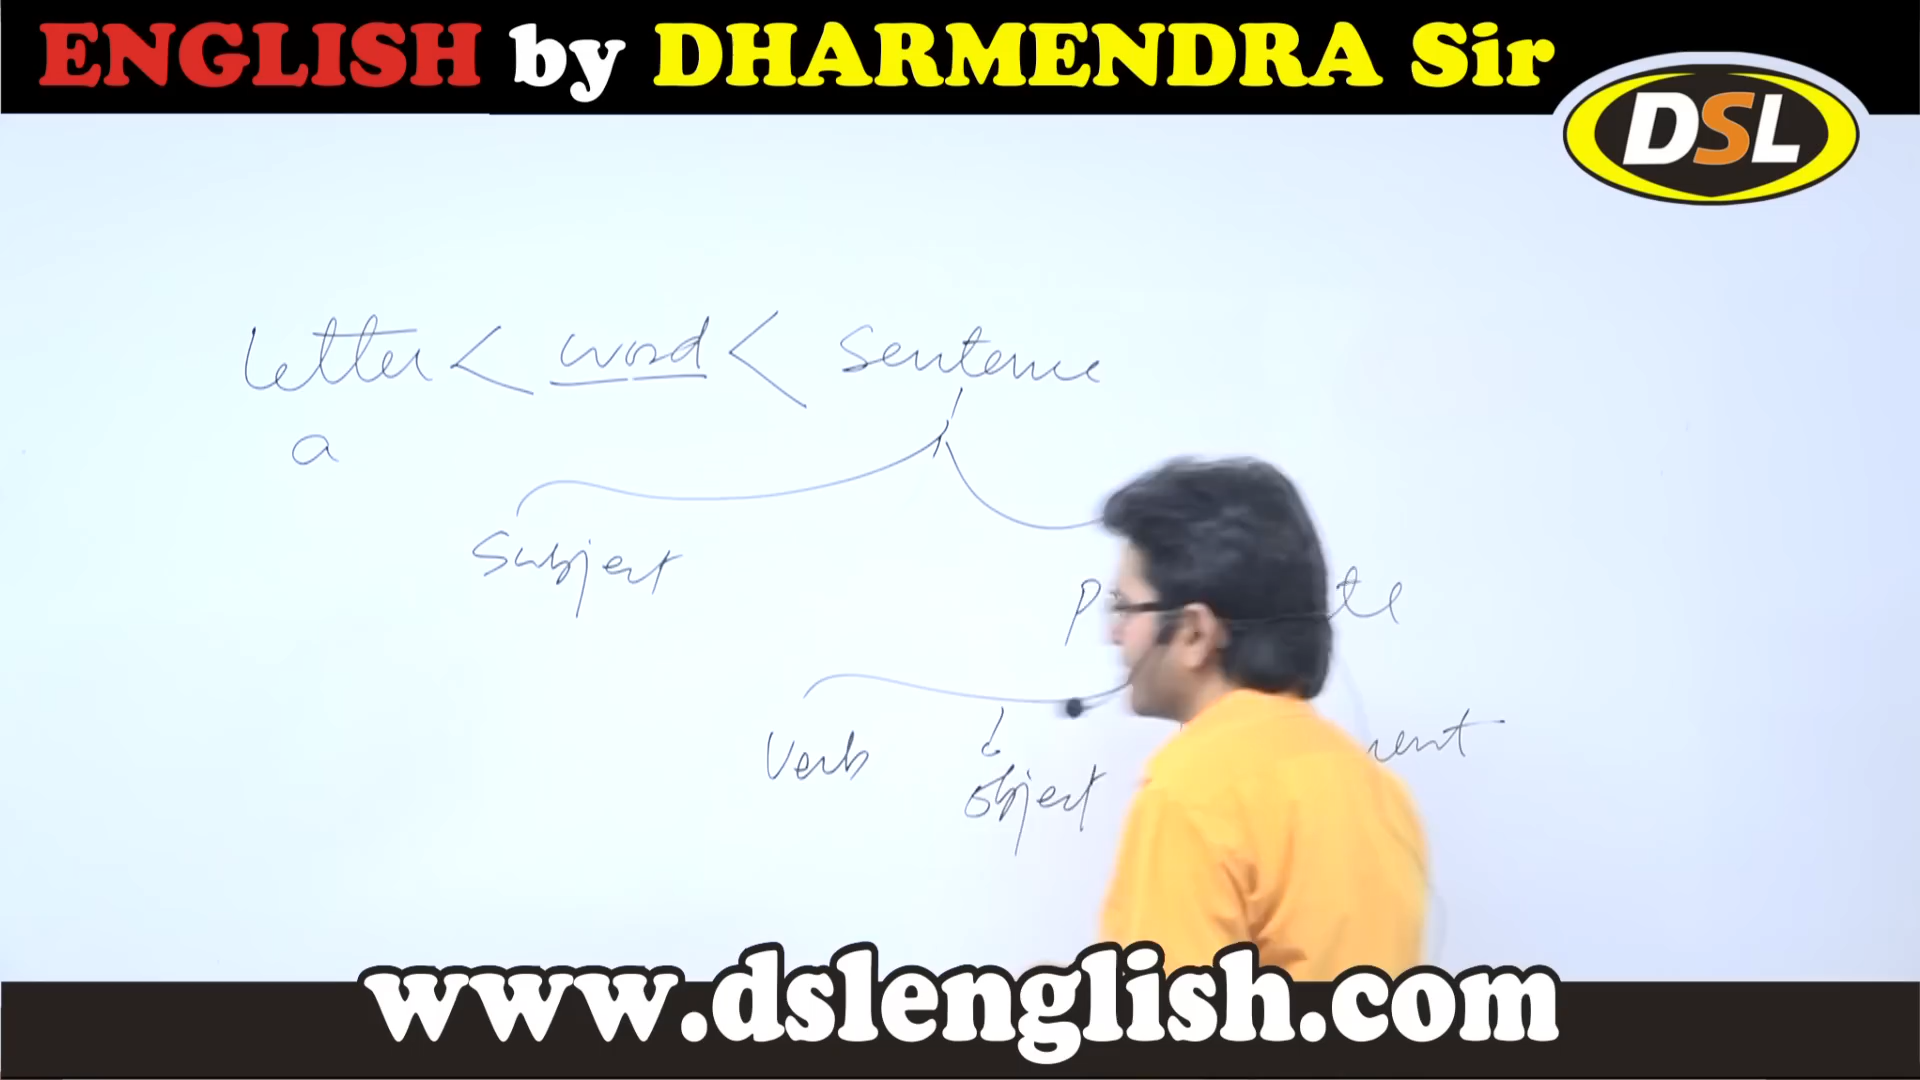 ENGLISH by DHARMENDRA Sir
DSL
Letter < word < Sentence
a
Subject
Verb
object
www.dslenglish.com